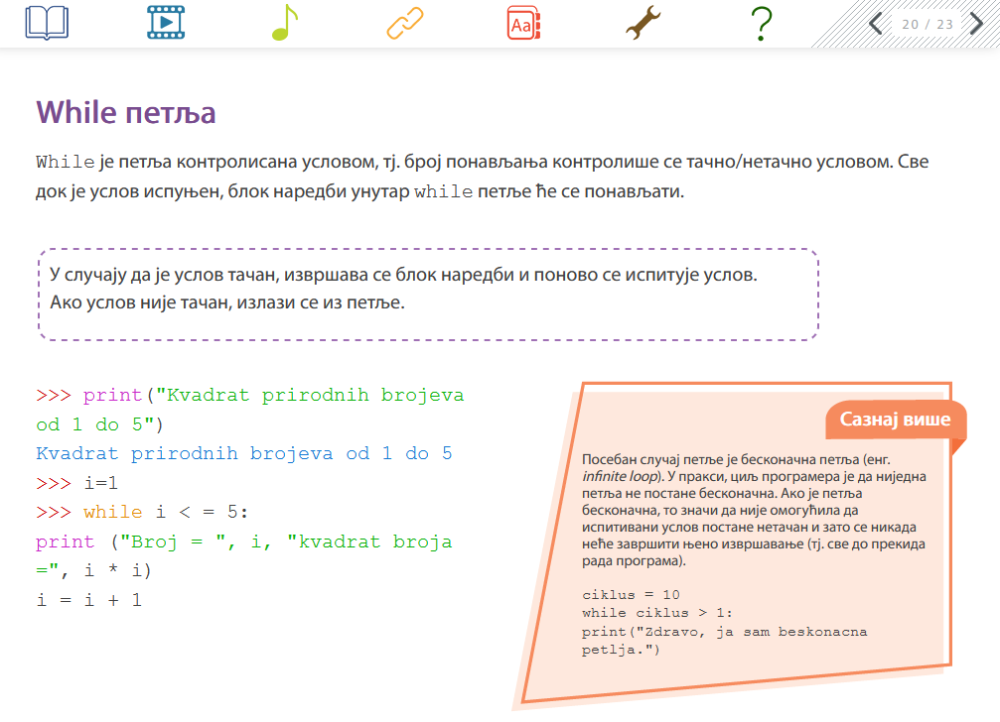 Aa
?
20 / 23
While петља
While је петља контролисана условом, тј. број понављања контролише се тачно/нетачно условом. Све
док је услов испуњен, блок наредби унутар while петље ће се понављати.
У случају да је услов тачан, извршава се блок наредби и поново се испитује услов.
Ако услов није тачан, излази се из петље.
>>> print("Kvadrat prirodnih brojeva
od 1 do 5")
Kvadrat prirodnih brojeva od 1 do 5
>>> i=1
>>> while i < = 5:
print ("Broj = ", i, "kvadrat broja
=", i * i)
i = i + 1
Сазнај више
Посебан случај петље је бесконачна петља (енг.
infinite loop). У пракси, циљ програмера је да ниједна
петља не постане бесконачна. Ако је петља
бесконачна, то значи да није омогућила да
испитивани услов постане нетачан и зато се никада
неће завршити њено извршавање (тј. све до прекида
рада програма).
ciklus = 10
while ciklus > 1:
print("Zdravo, ja sam beskonacna
petlja.")